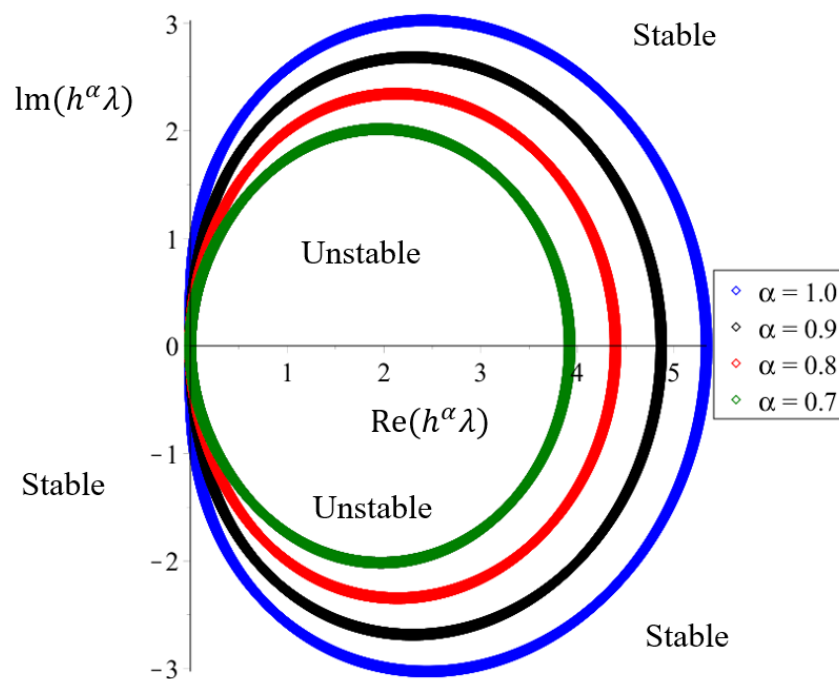 3
Stable
Im(h^α λ)
2
1
Unstable
α = 1.0
α = 0.9
α = 0.8
α = 0.7
0
1
2
3
4
5
Re(h^α λ)
−1
Stable
Unstable
−2
Stable
−3